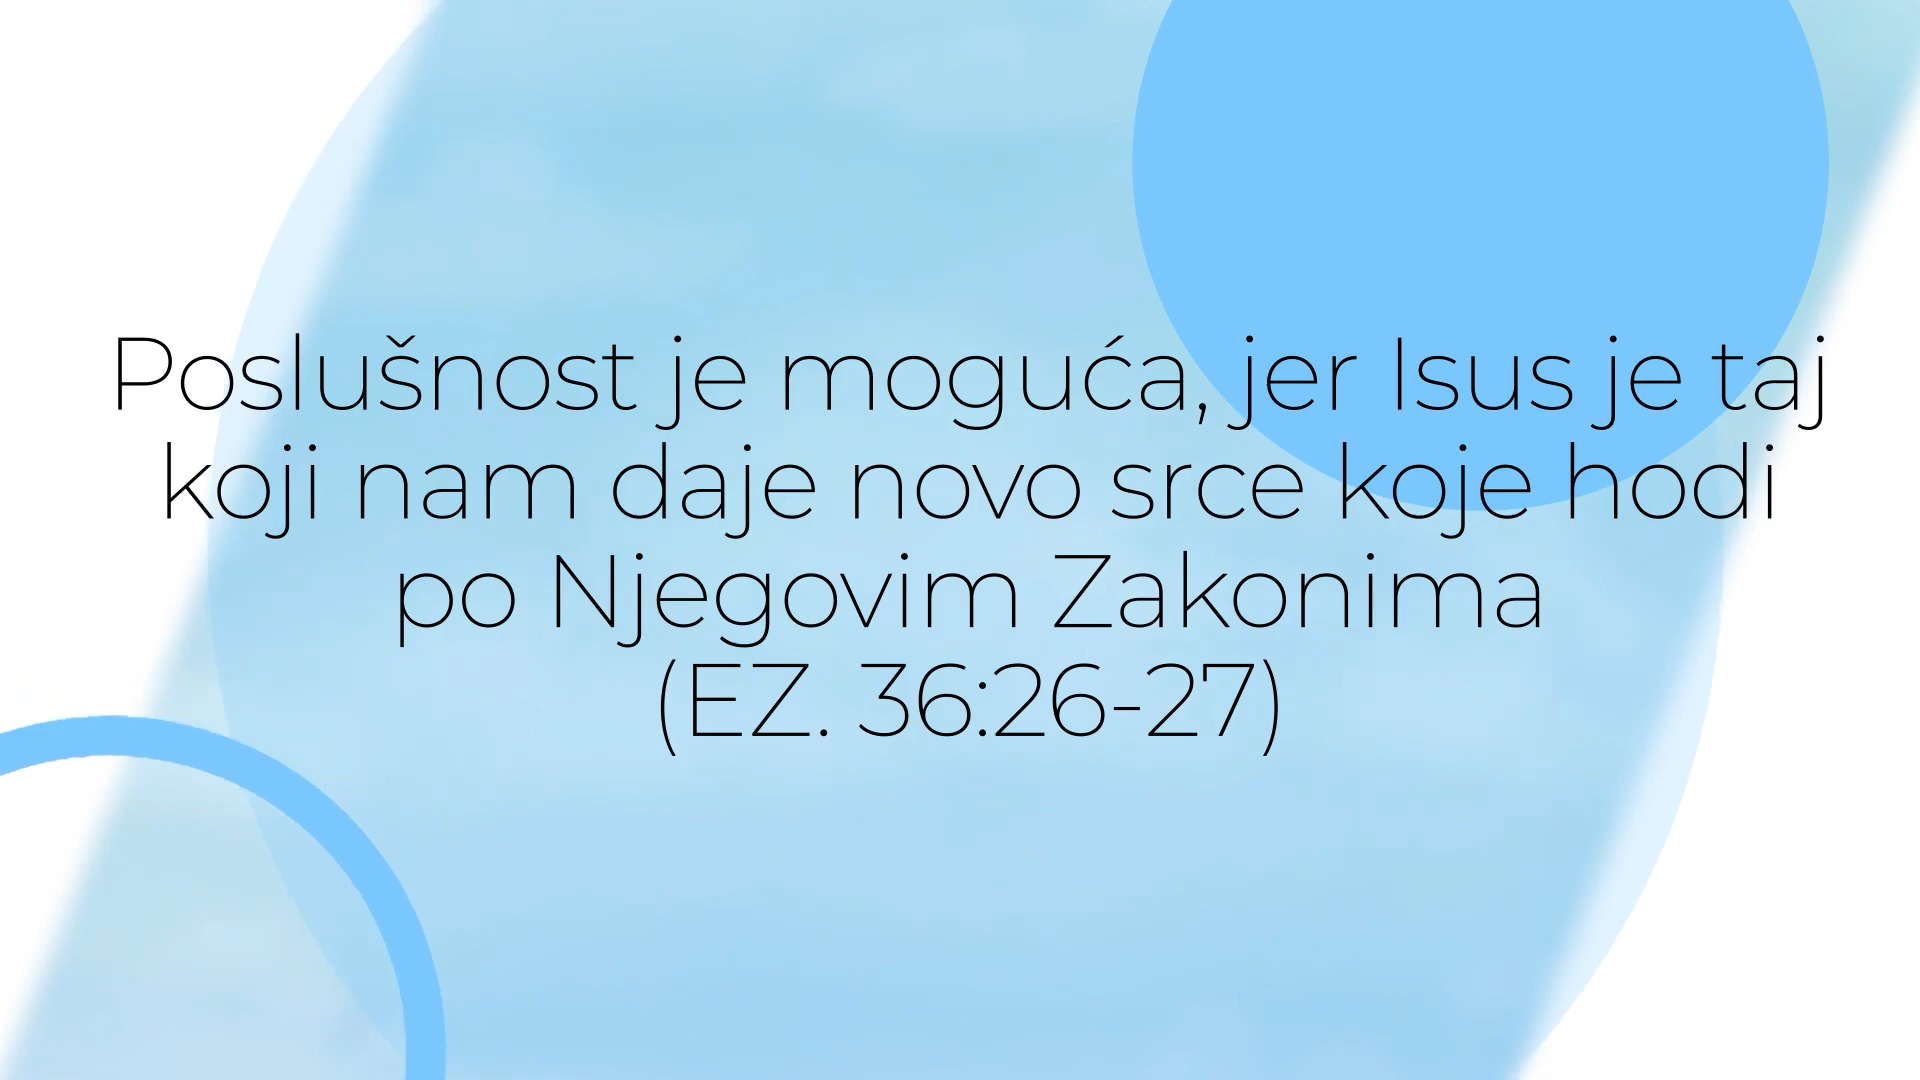 Poslušnost je moguća, jer Isus je taj
koji nam daje novo srce koje hodi
po Njegovim Zakonima
(EZ. 36:26-27)